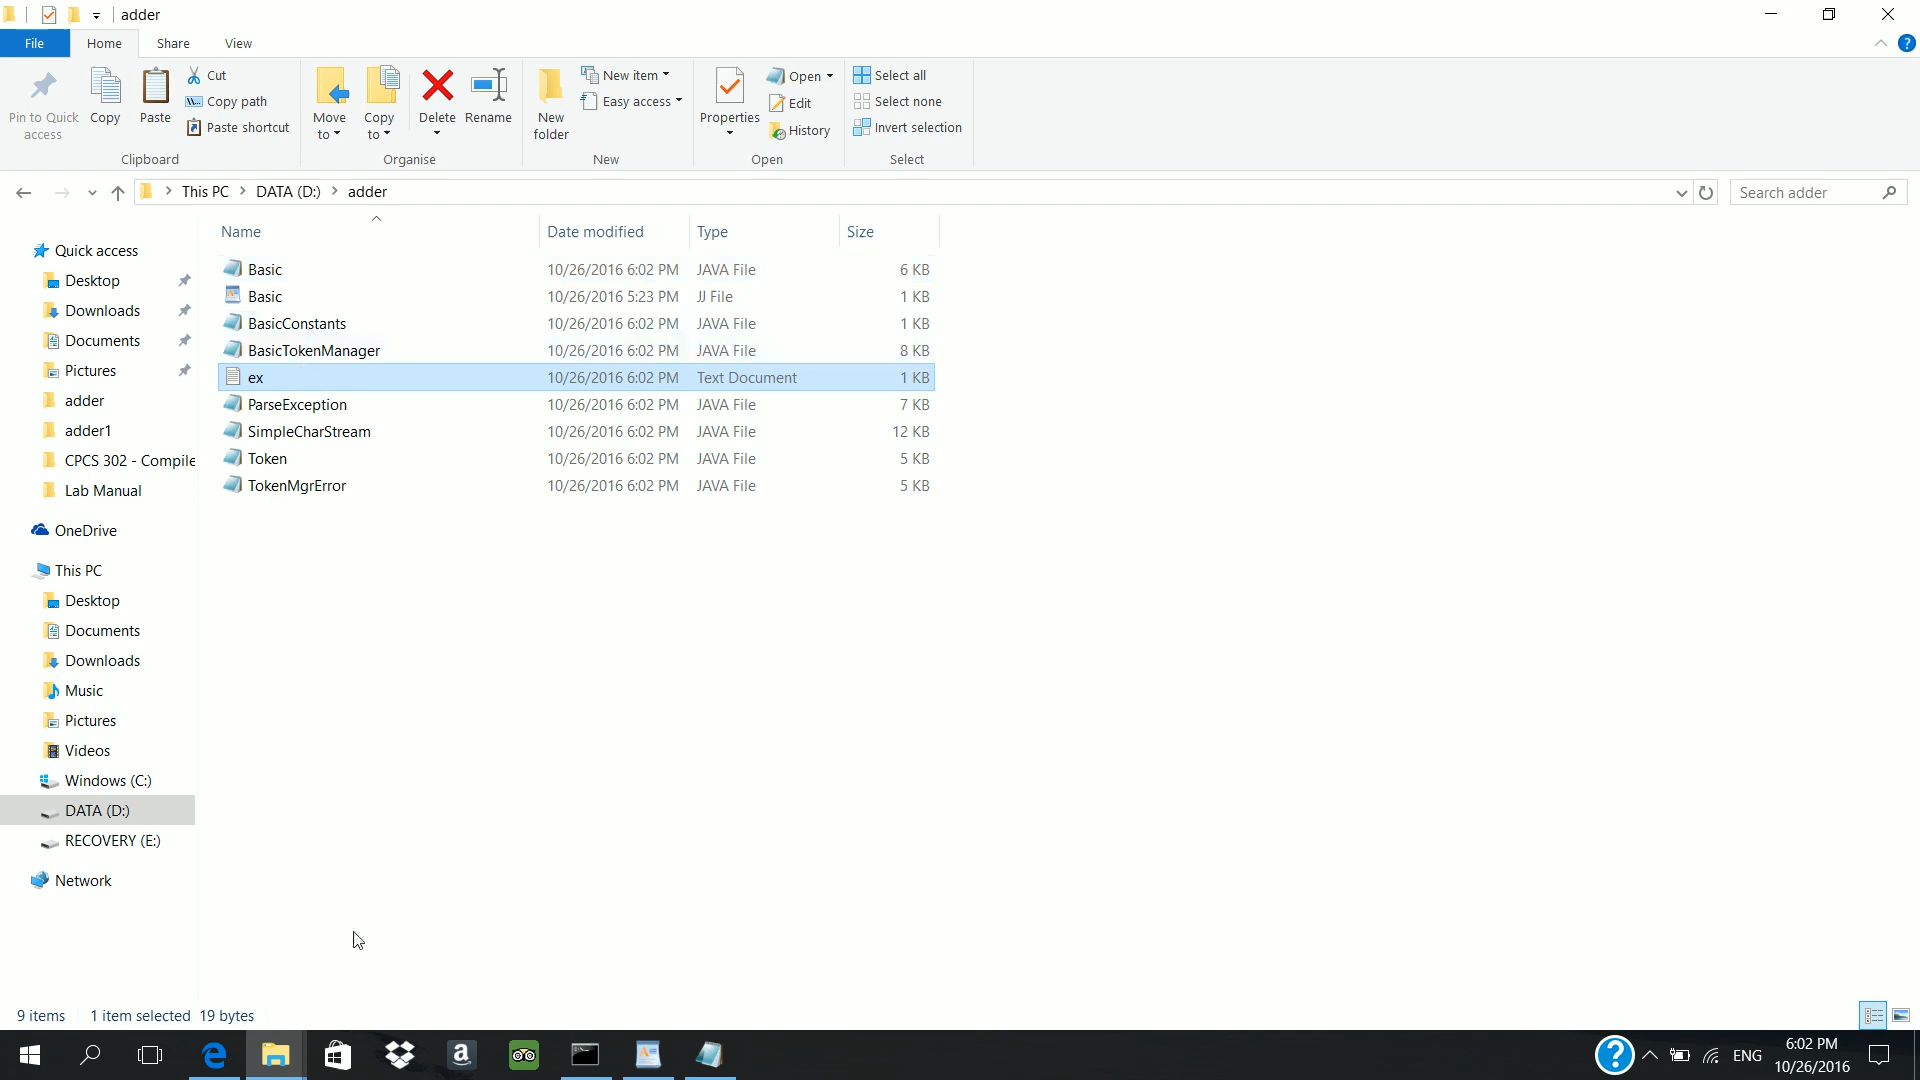 adder
File Home Share View
Pin to Quick access
Copy
Paste
Cut
Copy path
Paste shortcut
Clipboard
Move to
Copy to
Delete
Rename
Organise
New folder
New item
Easy access
New
Properties
Open
Edit
History
Open
Select all
Select none
Invert selection
Select
This PC DATA (D:) adder
Search adder
Name Date modified Type Size
Basic 10/26/2016 6:02 PM JAVA File 6 KB
Basic 10/26/2016 5:23 PM JJ File 1 KB
BasicConstants 10/26/2016 6:02 PM JAVA File 1 KB
BasicTokenManager 10/26/2016 6:02 PM JAVA File 8 KB
ex 10/26/2016 6:02 PM Text Document 1 KB
ParseException 10/26/2016 6:02 PM JAVA File 7 KB
SimpleCharStream 10/26/2016 6:02 PM JAVA File 12 KB
Token 10/26/2016 6:02 PM JAVA File 5 KB
TokenMgrError 10/26/2016 6:02 PM JAVA File 5 KB
Quick access
Desktop
Downloads
Documents
Pictures
adder
adder1
CPCS 302 - Compile
Lab Manual
OneDrive
This PC
Desktop
Documents
Downloads
Music
Pictures
Videos
Windows (C:)
DATA (D:)
RECOVERY (E:)
Network
9 items 1 item selected 19 bytes
ENG
6:02 PM
10/26/2016